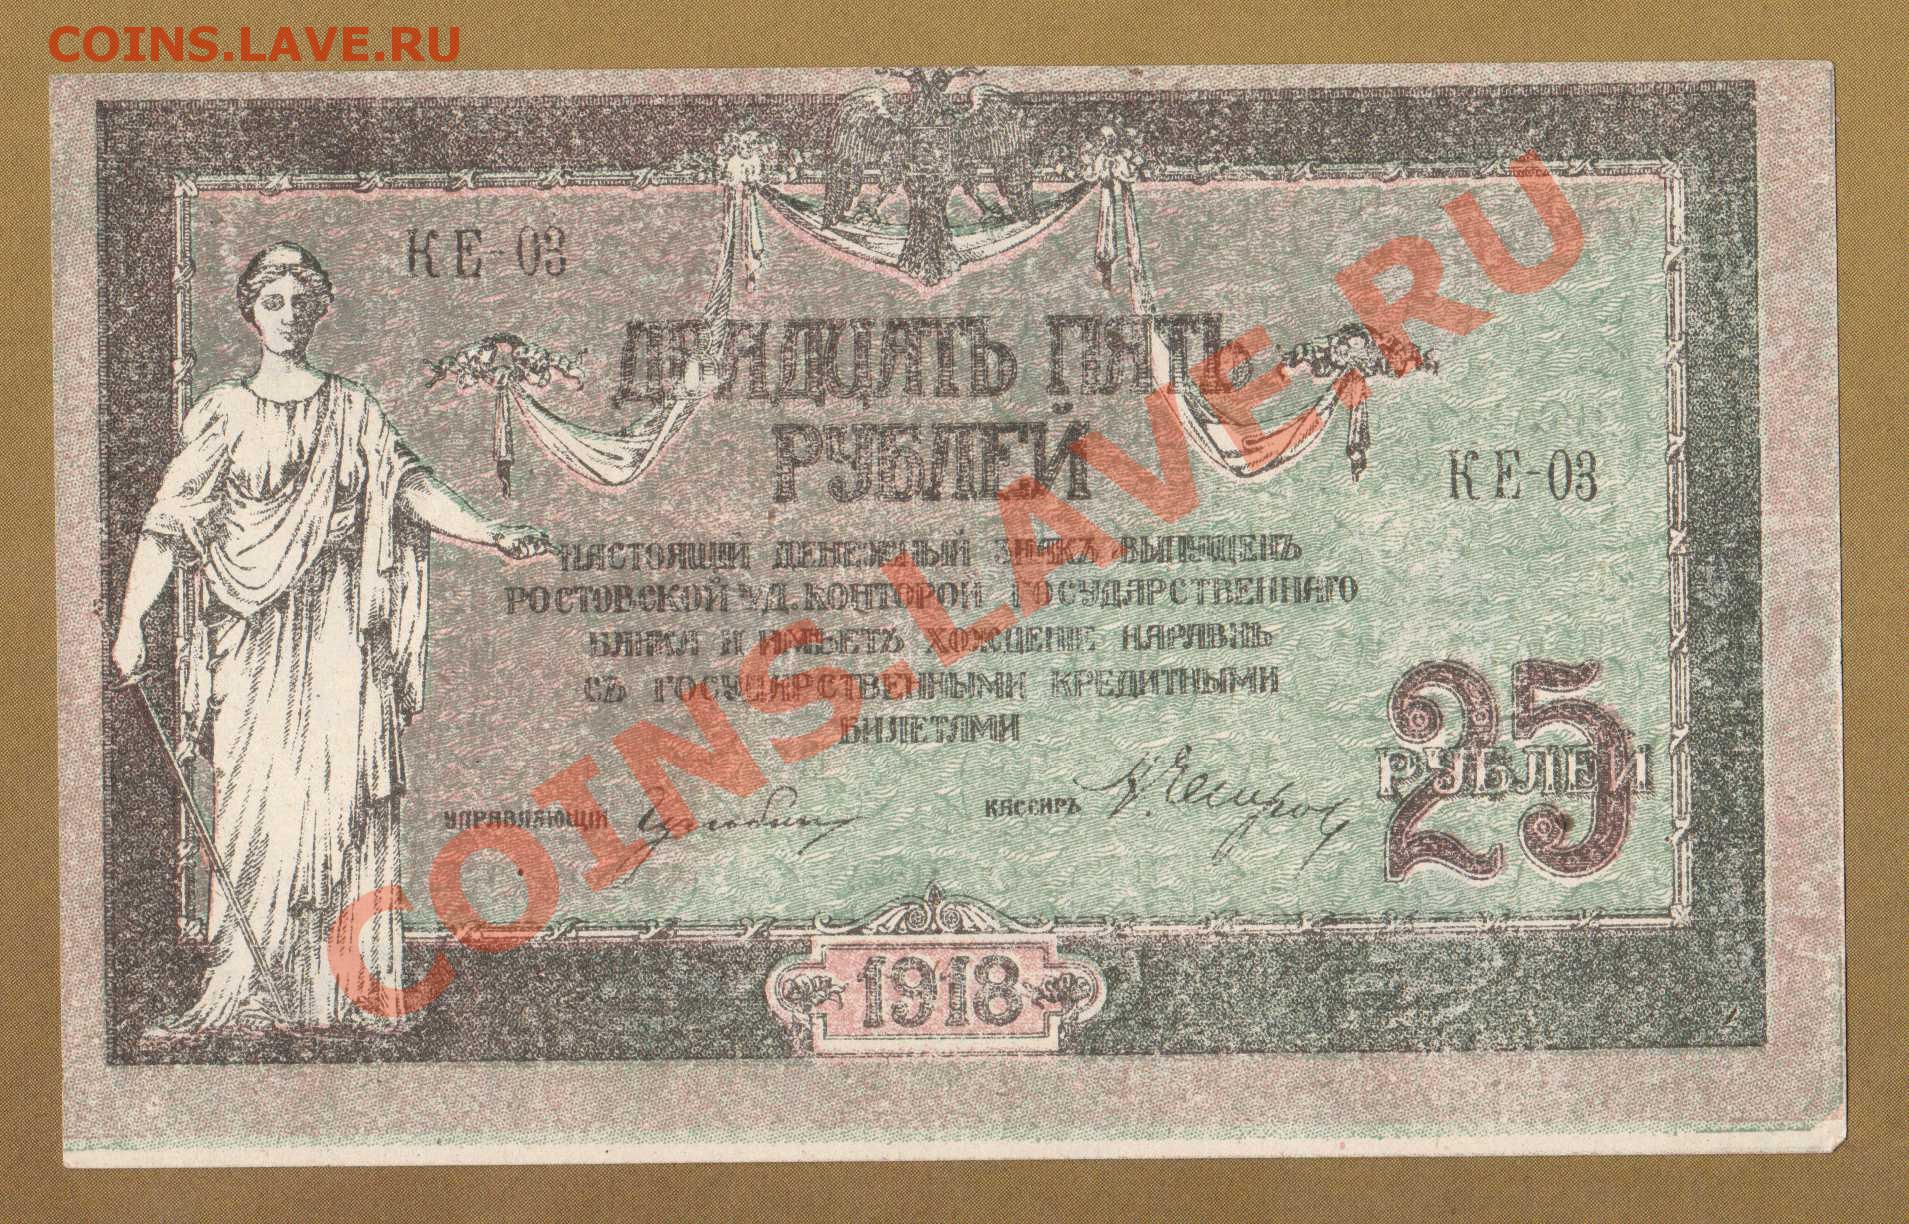 COINS.LAVE.RU
КЕ-03
ДВАДЦАТЬ ПЯТЬ
РУБЛЕЙ
КЕ-03
НАСТОЯЩІЙ ДЕНЕЖНЫЙ ЗНАКЪ ВЫПУЩЕНЪ
РОСТОВСКОЙ н/Д. КОНТОРОЙ ГОСУДАРСТВЕННАГО
БАНКА И ИМѢЕТЪ ХОЖДЕНІЕ НАРАВНѢ
СЪ ГОСУДАРСТВЕННЫМИ КРЕДИТНЫМИ
БИЛЕТАМИ
25
РУБЛЕЙ
УПРАВЛЯЮЩІЙ
КАССИРЪ
1918
COINS.LAVE.RU